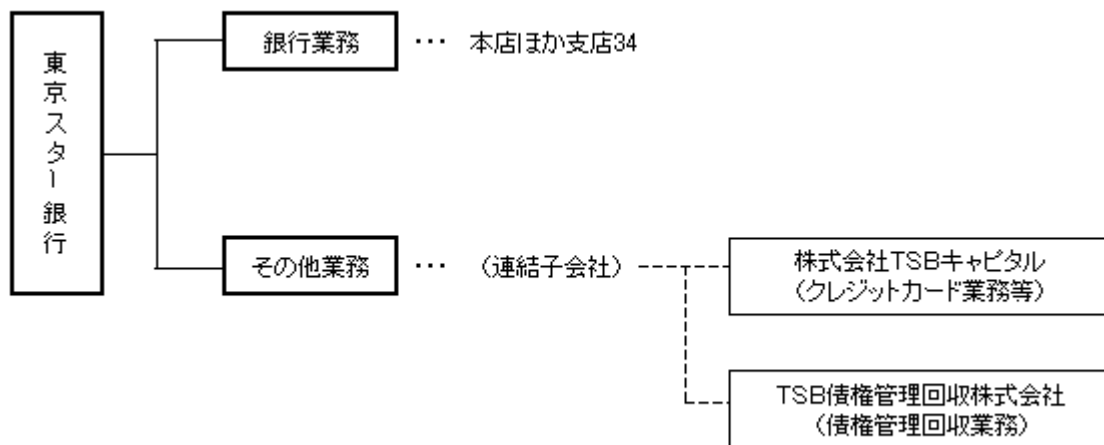 東京スター銀行
銀行業務 … 本店ほか支店34
その他業務 … （連結子会社）
株式会社TSBキャピタル
（クレジットカード業務等）
TSB債権管理回収株式会社
（債権管理回収業務）